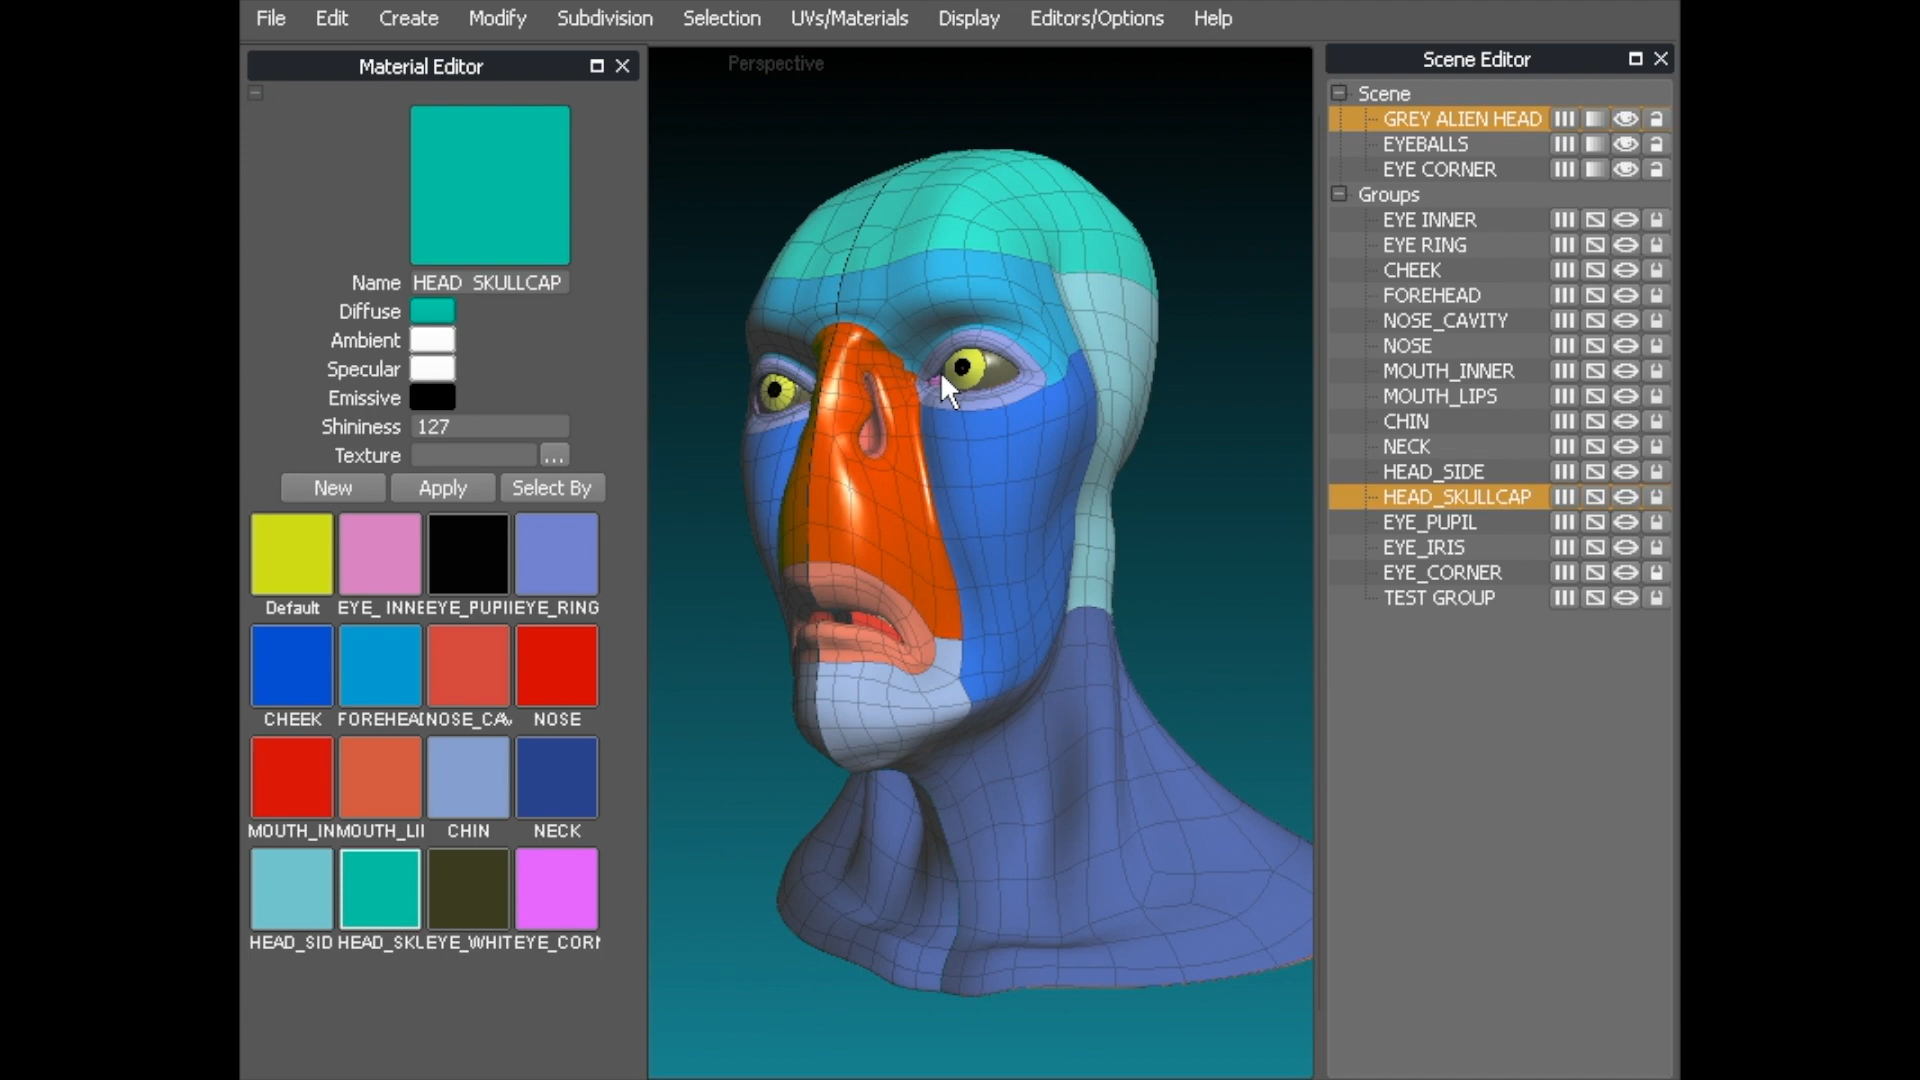 File Edit Create Modify Subdivision Selection UVs/Materials Display Editors/Options Help
Material Editor
Name HEAD_SKULLCAP
Diffuse
Ambient
Specular
Emissive
Shininess 127
Texture ...
New Apply Select By
Default EYE_INNE EYE_PUPI EYE_RING
CHEEK FOREHEA NOSE_CAV NOSE
MOUTH_IN MOUTH_LI CHIN NECK
HEAD_SID HEAD_SKU EYE_WHIT EYE_CORN
Perspective
Scene Editor
Scene
GREY ALIEN HEAD
EYEBALLS
EYE CORNER
Groups
EYE INNER
EYE RING
CHEEK
FOREHEAD
NOSE_CAVITY
NOSE
MOUTH_INNER
MOUTH_LIPS
CHIN
NECK
HEAD_SIDE
HEAD_SKULLCAP
EYE_PUPIL
EYE_IRIS
EYE_CORNER
TEST GROUP